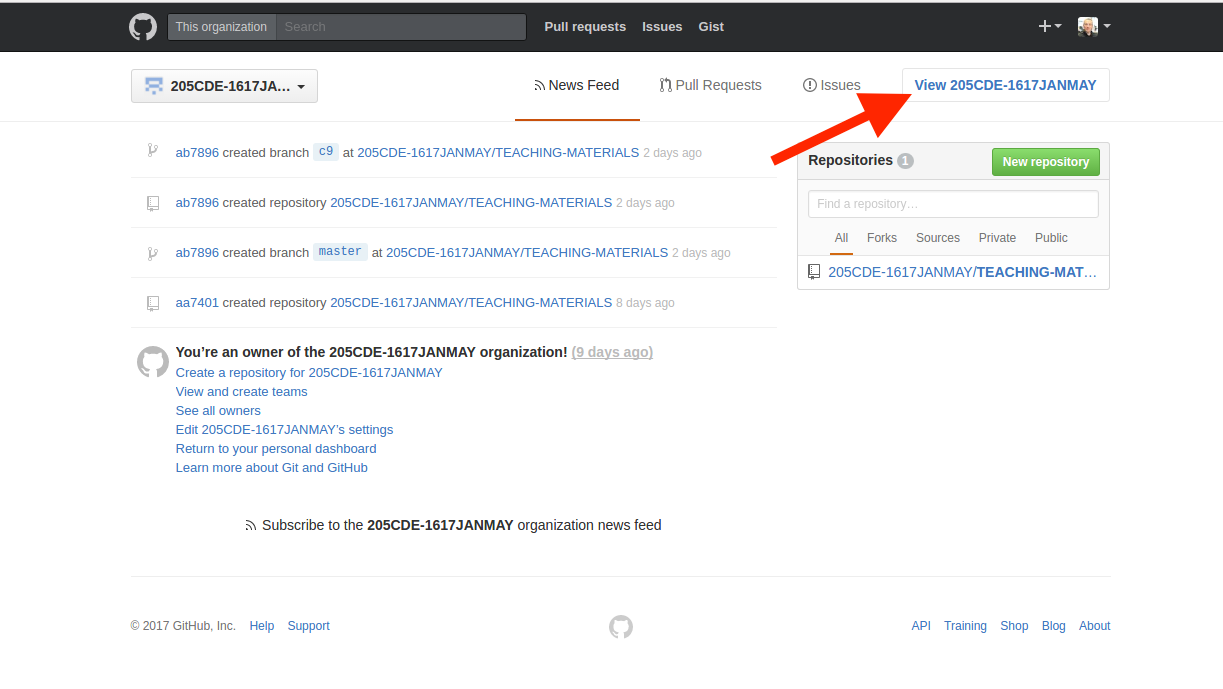 This organization Search Pull requests Issues Gist
205CDE-1617JA... News Feed Pull Requests Issues View 205CDE-1617JANMAY
ab7896 created branch c9 at 205CDE-1617JANMAY/TEACHING-MATERIALS 2 days ago
ab7896 created repository 205CDE-1617JANMAY/TEACHING-MATERIALS 2 days ago
ab7896 created branch master at 205CDE-1617JANMAY/TEACHING-MATERIALS 2 days ago
aa7401 created repository 205CDE-1617JANMAY/TEACHING-MATERIALS 8 days ago
You're an owner of the 205CDE-1617JANMAY organization! (9 days ago)
Create a repository for 205CDE-1617JANMAY
View and create teams
See all owners
Edit 205CDE-1617JANMAY's settings
Return to your personal dashboard
Learn more about Git and GitHub
Subscribe to the 205CDE-1617JANMAY organization news feed
Repositories 1 New repository
Find a repository...
All Forks Sources Private Public
205CDE-1617JANMAY/TEACHING-MAT...
© 2017 GitHub, Inc. Help Support API Training Shop Blog About